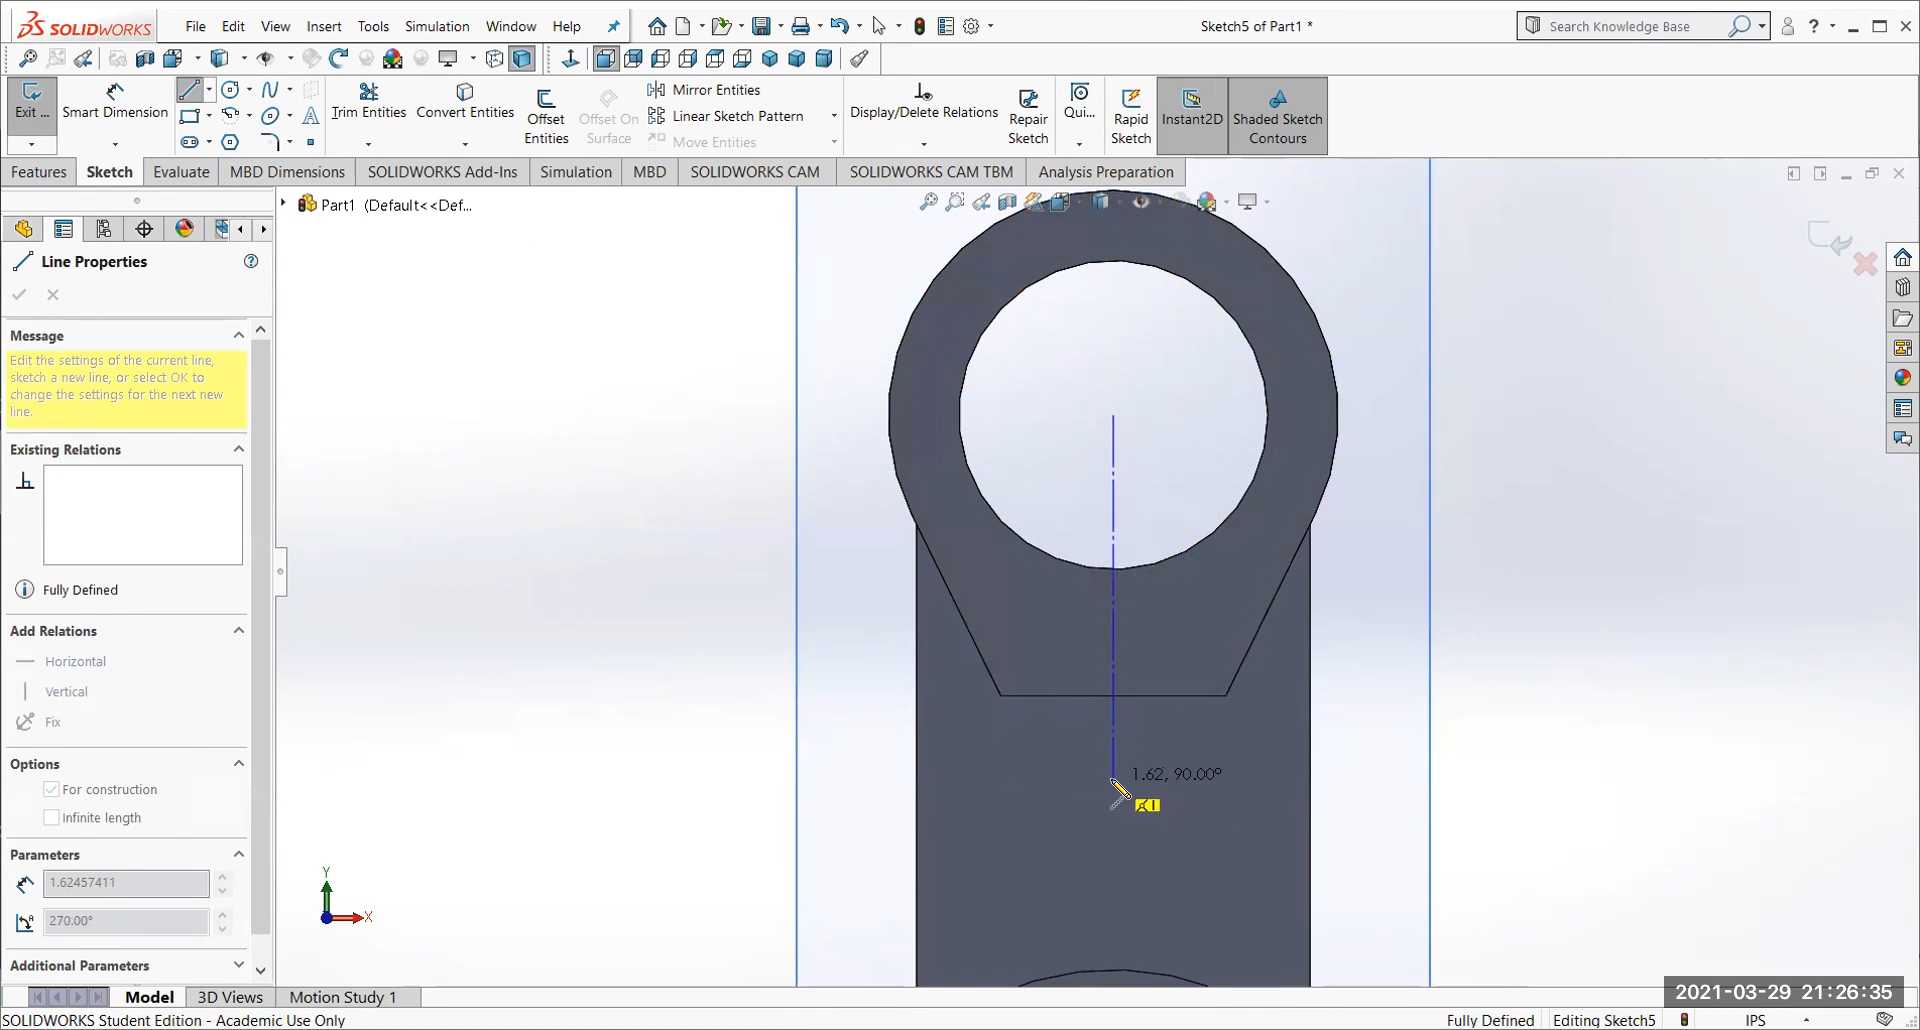 SOLIDWORKS
File Edit View Insert Tools Simulation Window Help
Sketch5 of Part1 *
Search Knowledge Base
?
Exit ...
Smart Dimension
Trim Entities
Convert Entities
Offset Entities
Offset On Surface
Mirror Entities
Linear Sketch Pattern
Move Entities
Display/Delete Relations
Repair Sketch
Qui...
Rapid Sketch
Instant2D
Shaded Sketch Contours
Features Sketch Evaluate MBD Dimensions SOLIDWORKS Add-Ins Simulation MBD SOLIDWORKS CAM SOLIDWORKS CAM TBM Analysis Preparation
Part1 (Default<<Def...
Line Properties
Message
Edit the settings of the current line,
sketch a new line, or select OK to
change the settings for the next new
line.
Existing Relations
Fully Defined
Add Relations
Horizontal
Vertical
Fix
Options
For construction
Infinite length
Parameters
1.62457411
270.00°
Additional Parameters
1.62, 90.00°
Y
X
Model 3D Views Motion Study 1
2021-03-29 21:26:35
SOLIDWORKS Student Edition - Academic Use Only
Fully Defined Editing Sketch5 IPS